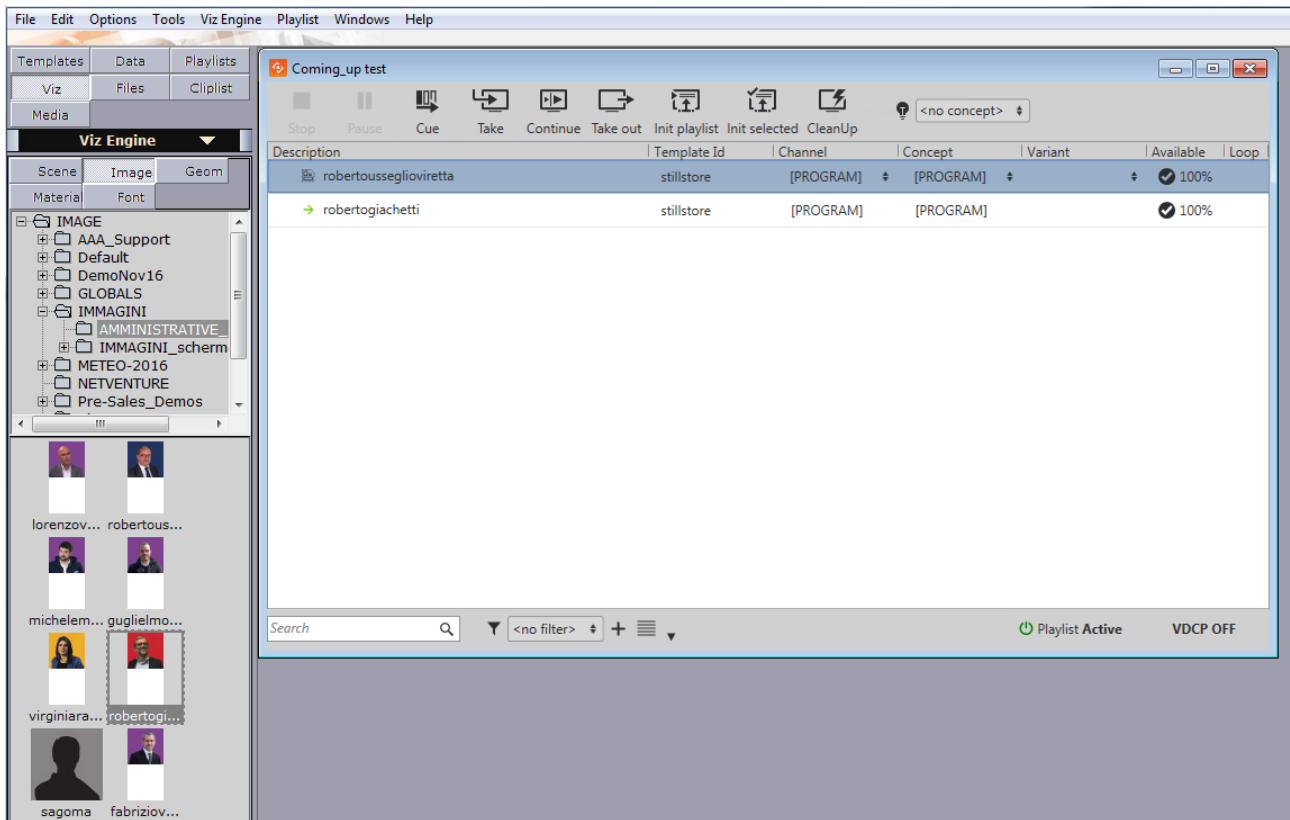 File Edit Options Tools Viz Engine Playlist Windows Help
Templates Data Playlists
Viz Files Cliplist
Media
Viz Engine
Scene Image Geom
Material Font
IMAGE
AAA_Support
Default
DemoNov16
GLOBALS
IMMAGINI
AMMINISTRATIVE_
IMMAGINI_scherm
METEO-2016
NETVENTURE
Pre-Sales_Demos
lorenzov... robertous...
michelem... guglielmo...
virginiara... robertogi...
sagoma fabriziov...
Coming_up test
Stop Pause Cue Take Continue Take out Init playlist Init selected CleanUp <no concept>
Description Template Id Channel Concept Variant Available Loop
robertousseglioviretta stillstore [PROGRAM] [PROGRAM] 100%
robertogiachetti stillstore [PROGRAM] [PROGRAM] 100%
Search <no filter> Playlist Active VDCP OFF